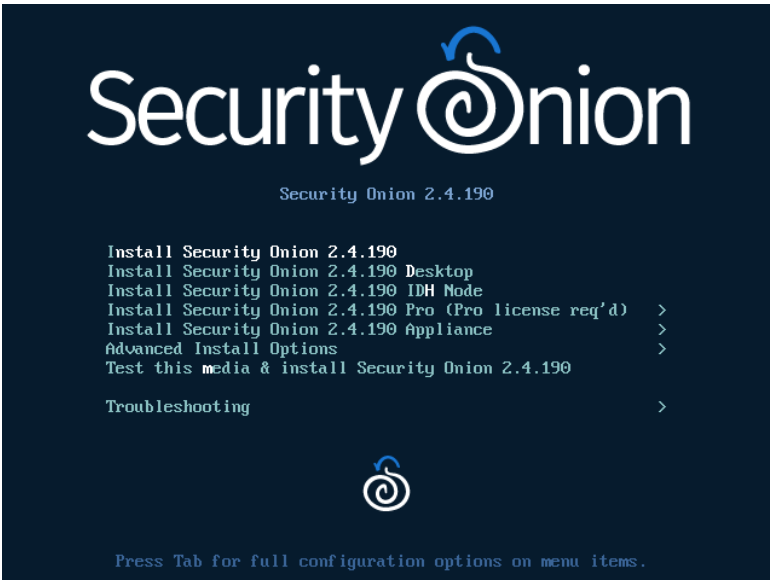 Security Onion
Security Onion 2.4.190
Install Security Onion 2.4.190
Install Security Onion 2.4.190 Desktop
Install Security Onion 2.4.190 IDH Node
Install Security Onion 2.4.190 Pro (Pro license req'd) >
Install Security Onion 2.4.190 Appliance >
Advanced Install Options >
Test this media & install Security Onion 2.4.190
Troubleshooting >
Press Tab for full configuration options on menu items.